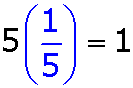 5(1/5) = 1